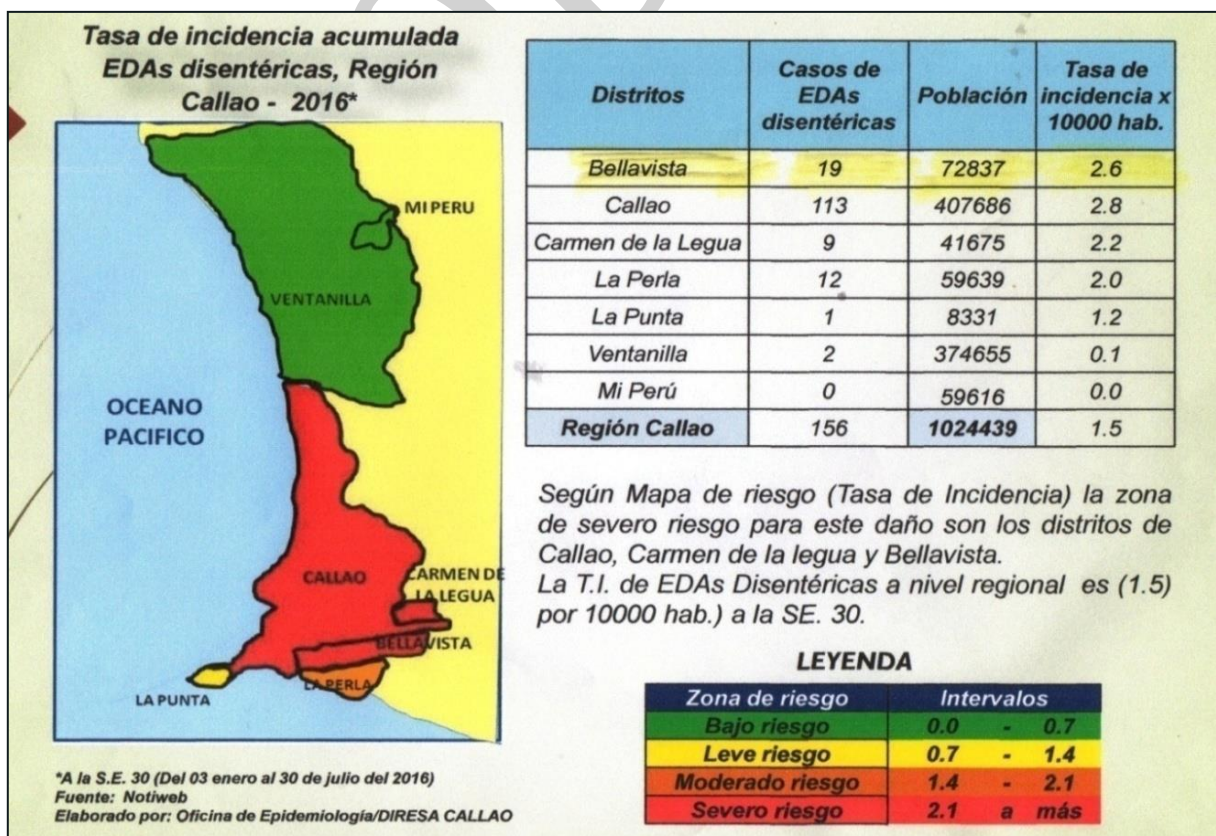 Tasa de incidencia acumulada
EDAs disentéricas, Región
Callao - 2016*
MI PERU
VENTANILLA
OCEANO
PACIFICO
CALLAO
CARMEN DE
LA LEGUA
BELLAVISTA
LA PERLA
LA PUNTA
*A la S.E. 30 (Del 03 enero al 30 de julio del 2016)
Fuente: Notiweb
Elaborado por: Oficina de Epidemiología/DIRESA CALLAO
Distritos Casos de EDAs disentéricas Población Tasa de incidencia x 10000 hab.
Bellavista 19 72837 2.6
Callao 113 407686 2.8
Carmen de la Legua 9 41675 2.2
La Perla 12 59639 2.0
La Punta 1 8331 1.2
Ventanilla 2 374655 0.1
Mi Perú 0 59616 0.0
Región Callao 156 1024439 1.5
Según Mapa de riesgo (Tasa de Incidencia) la zona
de severo riesgo para este daño son los distritos de
Callao, Carmen de la legua y Bellavista.
La T.I. de EDAs Disentéricas a nivel regional es (1.5)
por 10000 hab.) a la SE. 30.
LEYENDA
Zona de riesgo Intervalos
Bajo riesgo 0.0 - 0.7
Leve riesgo 0.7 - 1.4
Moderado riesgo 1.4 - 2.1
Severo riesgo 2.1 a más